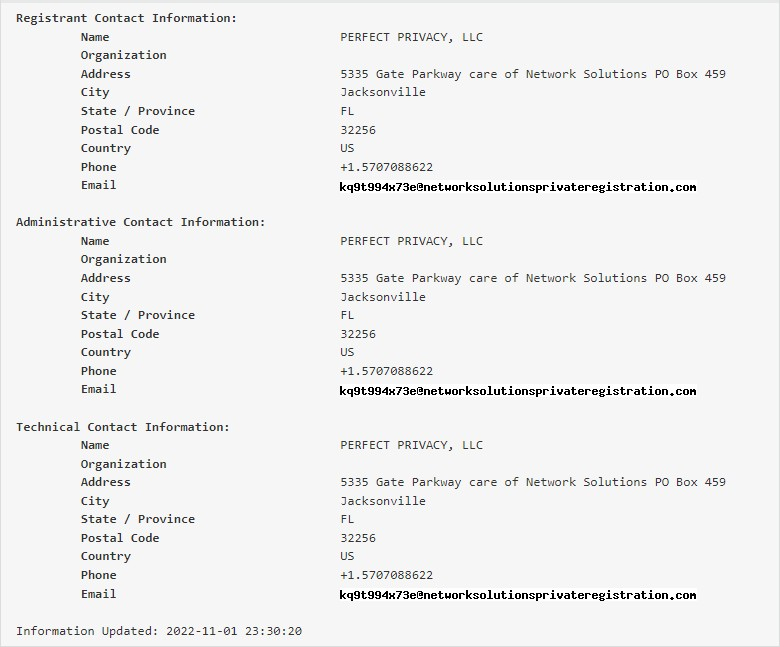 Registrant Contact Information:
Name PERFECT PRIVACY, LLC
Organization
Address 5335 Gate Parkway care of Network Solutions PO Box 459
City Jacksonville
State / Province FL
Postal Code 32256
Country US
Phone +1.5707088622
Email kq9t994x73e@networksolutionsprivateregistration.com
Administrative Contact Information:
Name PERFECT PRIVACY, LLC
Organization
Address 5335 Gate Parkway care of Network Solutions PO Box 459
City Jacksonville
State / Province FL
Postal Code 32256
Country US
Phone +1.5707088622
Email kq9t994x73e@networksolutionsprivateregistration.com
Technical Contact Information:
Name PERFECT PRIVACY, LLC
Organization
Address 5335 Gate Parkway care of Network Solutions PO Box 459
City Jacksonville
State / Province FL
Postal Code 32256
Country US
Phone +1.5707088622
Email kq9t994x73e@networksolutionsprivateregistration.com
Information Updated: 2022-11-01 23:30:20